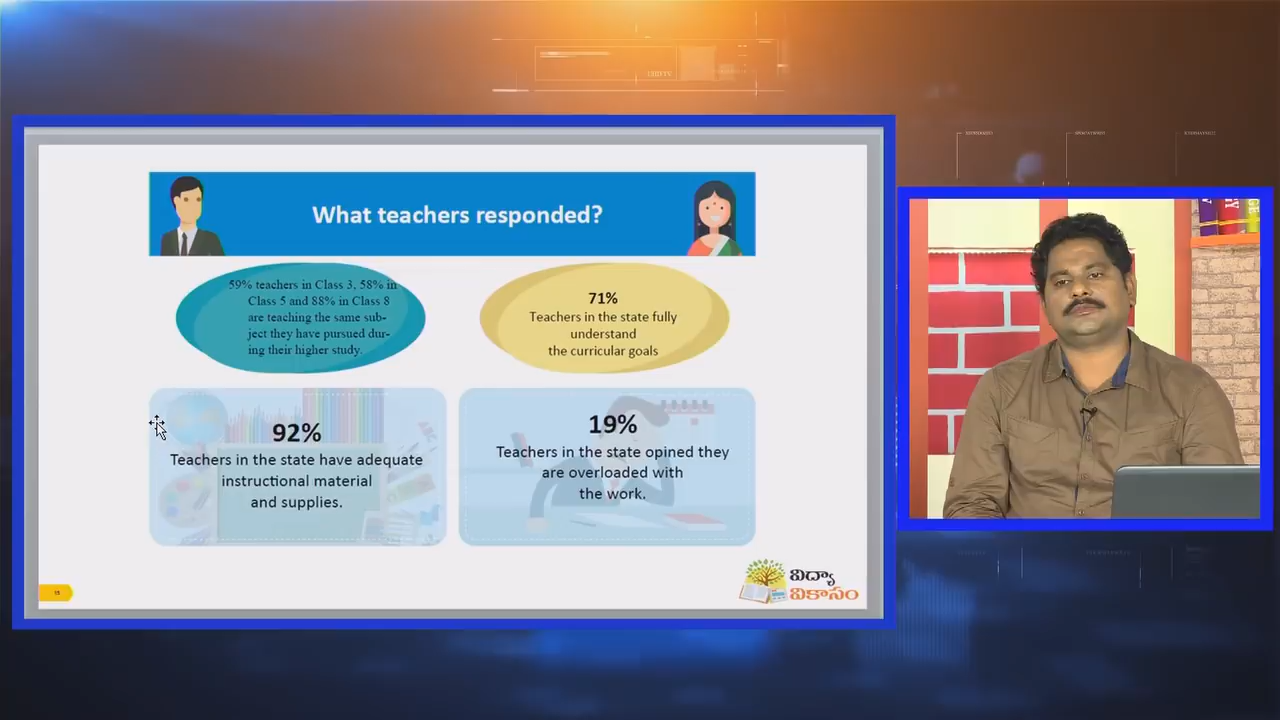 What teachers responded?
59% teachers in Class 3, 58% in
Class 5 and 88% in Class 8
are teaching the same sub-
ject they have pursued dur-
ing their higher study.
71%
Teachers in the state fully
understand
the curricular goals
92%
Teachers in the state have adequate
instructional material
and supplies.
19%
Teachers in the state opined they
are overloaded with
the work.
విద్యా
వికాసం